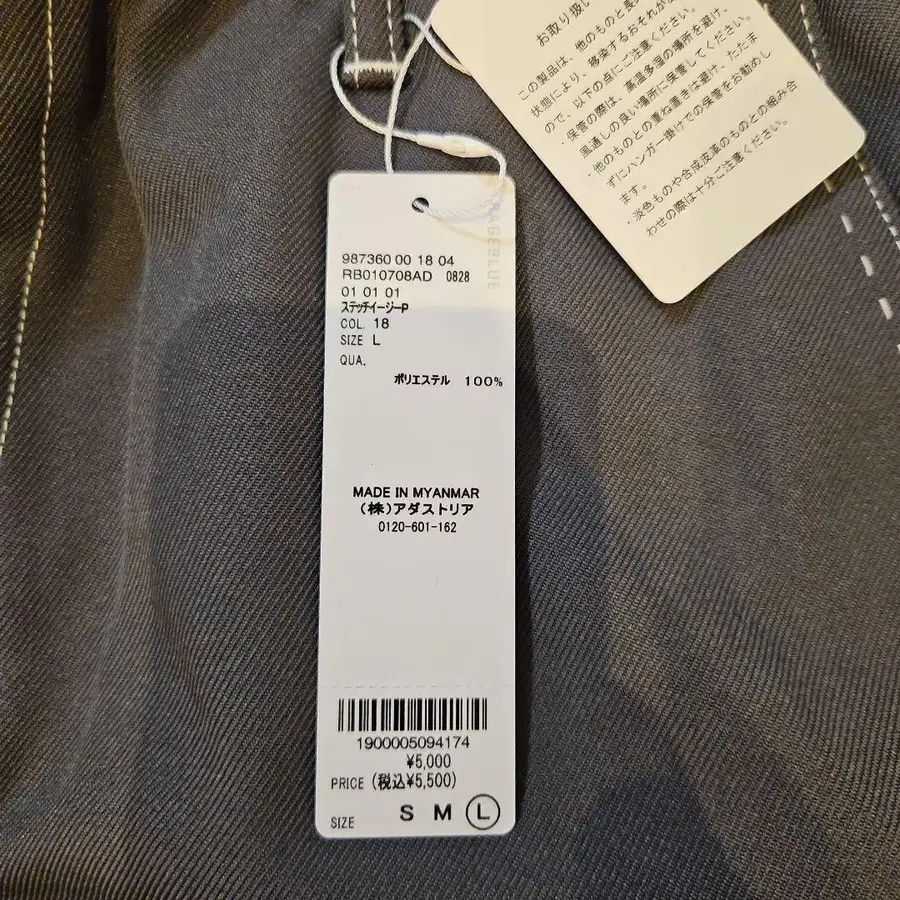 お取り扱い
この製品は、他のものと長
状態により、移染するおそれが
ので、以下の点にご注意ください。
・保管の際は、高温多湿の場所を避け、
風通しの良い場所に保管してください。
・他のものとの重ね置きは避け、たたま
ずにハンガー掛けでの保管をお勧めし
ます。
・淡色ものや合成皮革のものとの組み合
わせの際は十分ご注意ください。
PAGEBLUE
987360 00 18 04
RB010708AD 0828
01 01 01
ステッチイージーP
COL. 18
SIZE L
QUA.
ポリエステル 100%
MADE IN MYANMAR
(株)アダストリア
0120-601-162
1900005094174
¥5,000
PRICE (税込¥5,500)
SIZE S M L